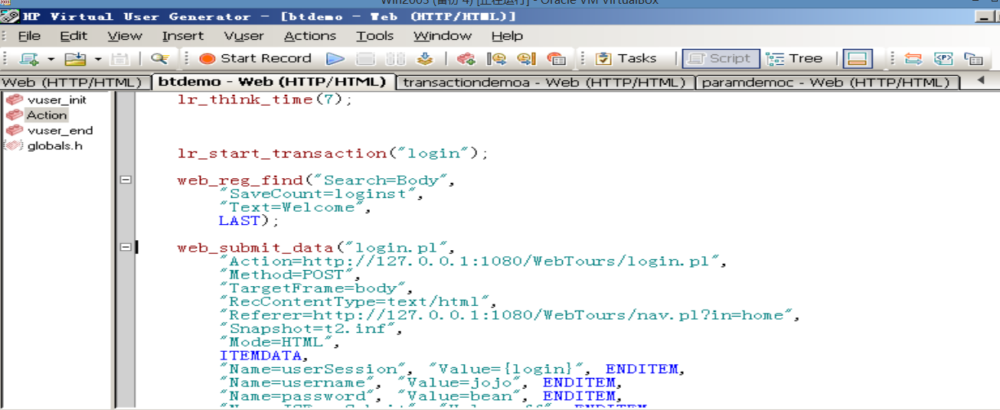 Win2003 (备份 4) [正在运行] - Oracle VM VirtualBox
HP Virtual User Generator - [btdemo - Web (HTTP/HTML)]
File Edit View Insert Vuser Actions Tools Window Help
Start Record Tasks Script Tree
Web (HTTP/HTML) btdemo - Web (HTTP/HTML) transactiondemoa - Web (HTTP/HTML) paramdemoc - Web (HTTP/HTML)
vuser_init
Action
vuser_end
globals.h
lr_think_time(7);
lr_start_transaction("login");
web_reg_find("Search=Body",
"SaveCount=loginst",
"Text=Welcome",
LAST);
web_submit_data("login.pl",
"Action=http://127.0.0.1:1080/WebTours/login.pl",
"Method=POST",
"TargetFrame=body",
"RecContentType=text/html",
"Referer=http://127.0.0.1:1080/WebTours/nav.pl?in=home",
"Snapshot=t2.inf",
"Mode=HTML",
ITEMDATA,
"Name=userSession", "Value={login}", ENDITEM,
"Name=username", "Value=jojo", ENDITEM,
"Name=password", "Value=bean", ENDITEM,